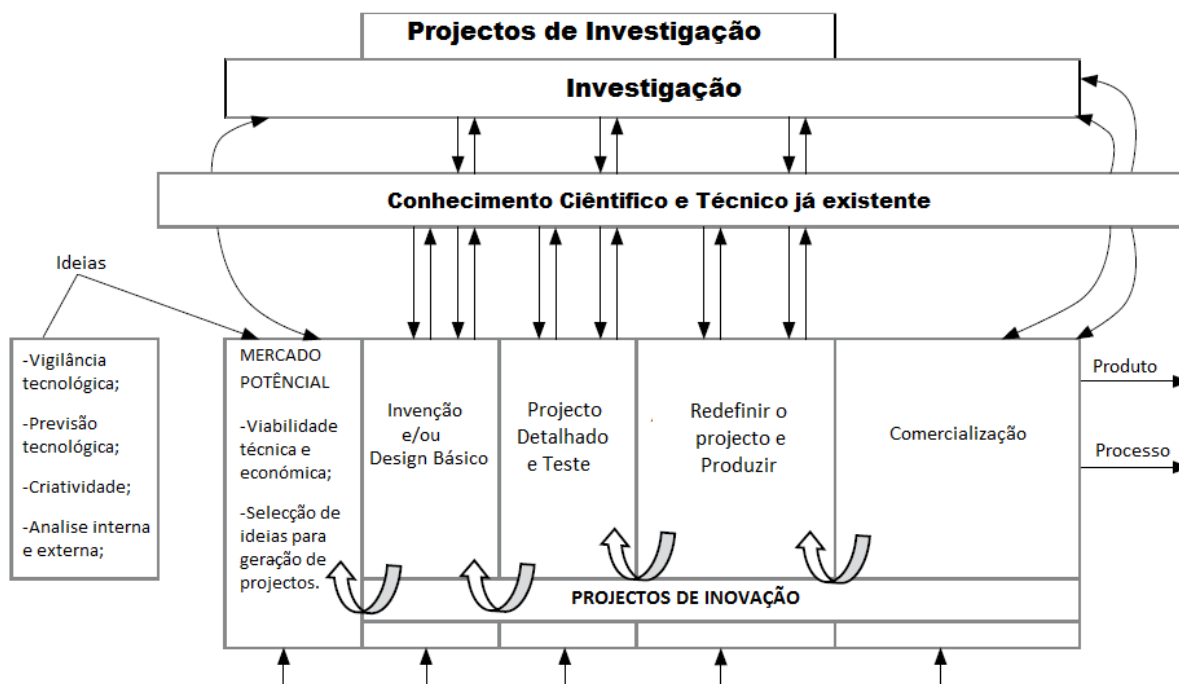 Projectos de Investigação
Investigação
Conhecimento Ciêntifico e Técnico já existente
Ideias
-Vigilância
tecnológica;
-Previsão
tecnológica;
-Criatividade;
-Analise interna
e externa;
MERCADO
POTÊNCIAL
-Viabilidade
técnica e
económica;
-Selecção de
ideias para
geração de
projectos.
Invenção
e/ou
Design Básico
Projecto
Detalhado
e Teste
Redefinir o
projecto e
Produzir
Comercialização
Produto
Processo
PROJECTOS DE INOVAÇÃO